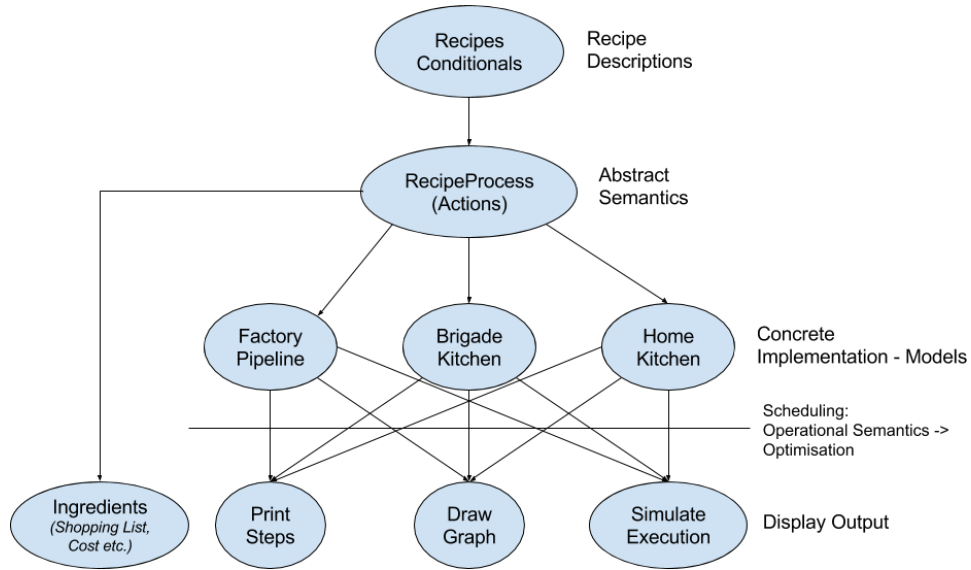 Recipes
Conditionals
Recipe
Descriptions
RecipeProcess
(Actions)
Abstract
Semantics
Factory
Pipeline
Brigade
Kitchen
Home
Kitchen
Concrete
Implementation - Models
Scheduling:
Operational Semantics ->
Optimisation
Ingredients
(Shopping List,
Cost etc.)
Print
Steps
Draw
Graph
Simulate
Execution
Display Output